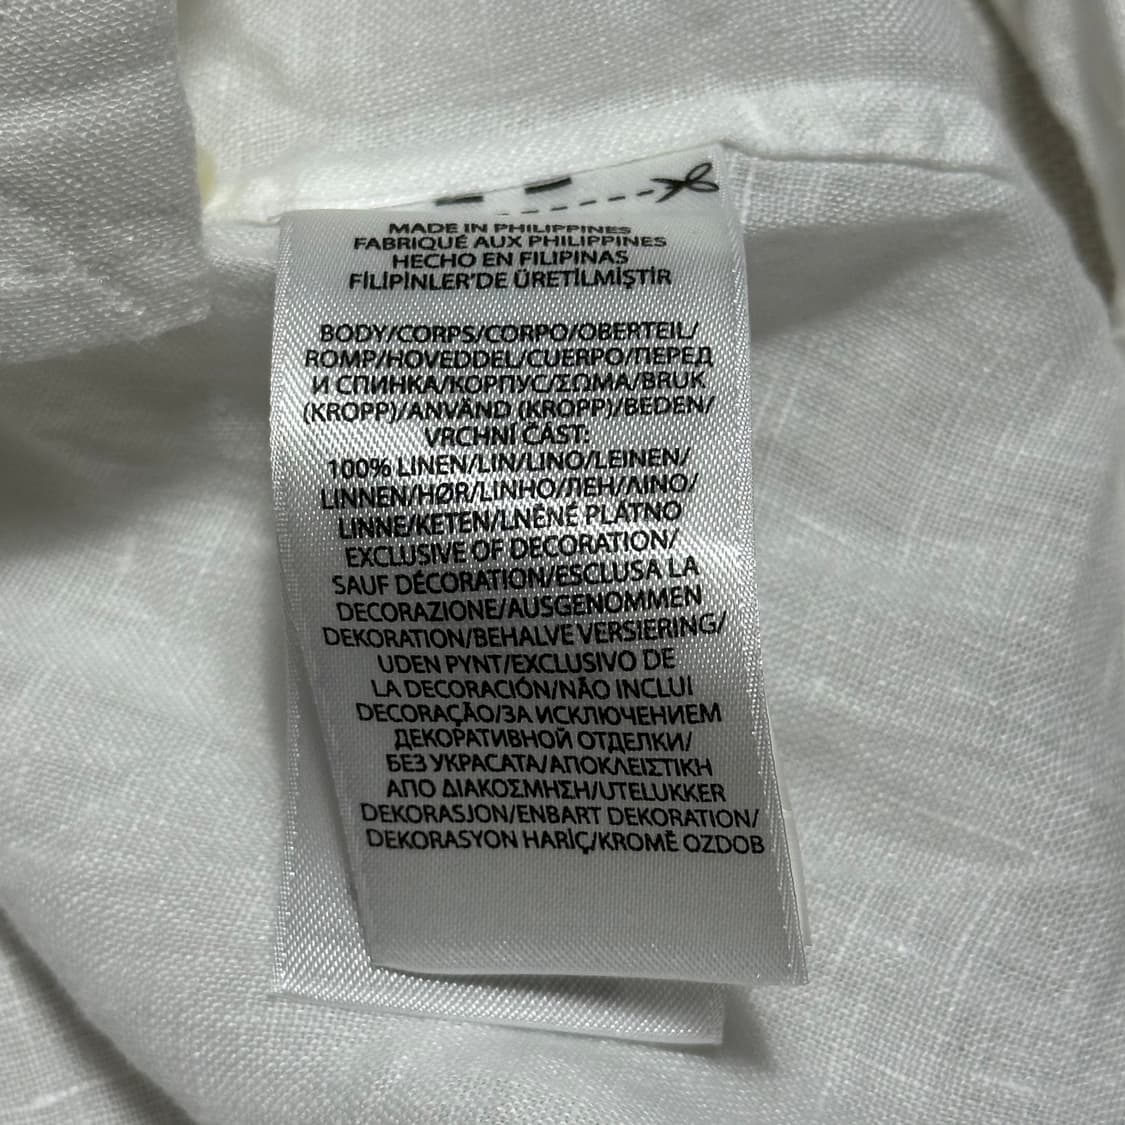 MADE IN PHILIPPINES
FABRIQUÉ AUX PHILIPPINES
HECHO EN FILIPINAS
FİLİPİNLER'DE ÜRETİLMİŞTİR
BODY/CORPS/CORPO/OBERTEIL/
ROMP/HOVEDDEL/CUERPO/ПЕРЕД
И СПИНКА/КОРПУС/ΣΩΜΑ/BRUK
(KROPP)/ANVÄND (KROPP)/BEDEN/
VRCHNÍ ČÁST:
100% LINEN/LIN/LINO/LEINEN/
LINNEN/HØR/LINHO/ЛЕН/ΛΙΝΟ/
LINNE/KETEN/LNĚNÉ PLÁTNO
EXCLUSIVE OF DECORATION/
SAUF DÉCORATION/ESCLUSA LA
DECORAZIONE/AUSGENOMMEN
DEKORATION/BEHALVE VERSIERING/
UDEN PYNT/EXCLUSIVO DE
LA DECORACIÓN/NÃO INCLUI
DECORAÇÃO/ЗА ИСКЛЮЧЕНИЕМ
ДЕКОРАТИВНОЙ ОТДЕЛКИ/
БЕЗ УКРАСАТА/ΑΠΟΚΛΕΙΣΤΙΚΗ
ΑΠΟ ΔΙΑΚΟΣΜΗΣΗ/UTELUKKER
DEKORASJON/ENBART DEKORATION/
DEKORASYON HARİÇ/KROMĚ OZDOB